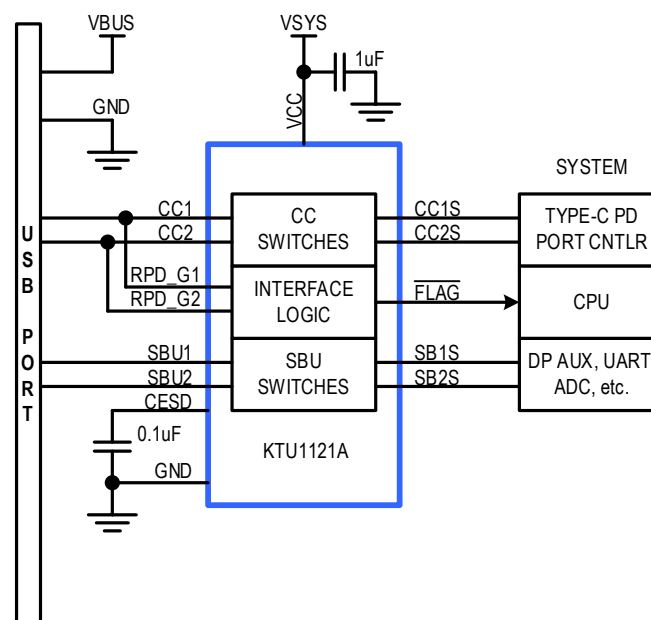 VBUS
VSYS
1uF
GND
VCC
SYSTEM
USB PORT
CC1
CC2
CC
SWITCHES
CC1S
CC2S
TYPE-C PD
PORT CNTLR
RPD_G1
RPD_G2
INTERFACE
LOGIC
FLAG
CPU
SBU1
SBU2
SBU
SWITCHES
SB1S
SB2S
DP AUX, UART
ADC, etc.
CESD
0.1uF
KTU1121A
GND